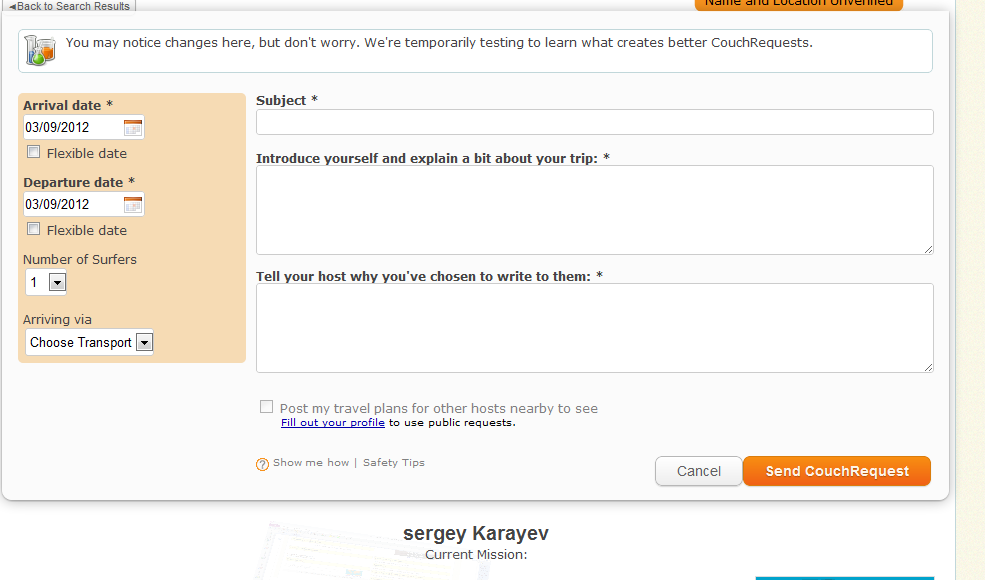 ◄Back to Search Results
Name and Location Unverified
You may notice changes here, but don't worry. We're temporarily testing to learn what creates better CouchRequests.
Arrival date *
03/09/2012
Flexible date
Departure date *
03/09/2012
Flexible date
Number of Surfers
1
Arriving via
Choose Transport
Subject *
Introduce yourself and explain a bit about your trip: *
Tell your host why you've chosen to write to them: *
Post my travel plans for other hosts nearby to see
Fill out your profile to use public requests.
? Show me how | Safety Tips
Cancel
Send CouchRequest
sergey Karayev
Current Mission: